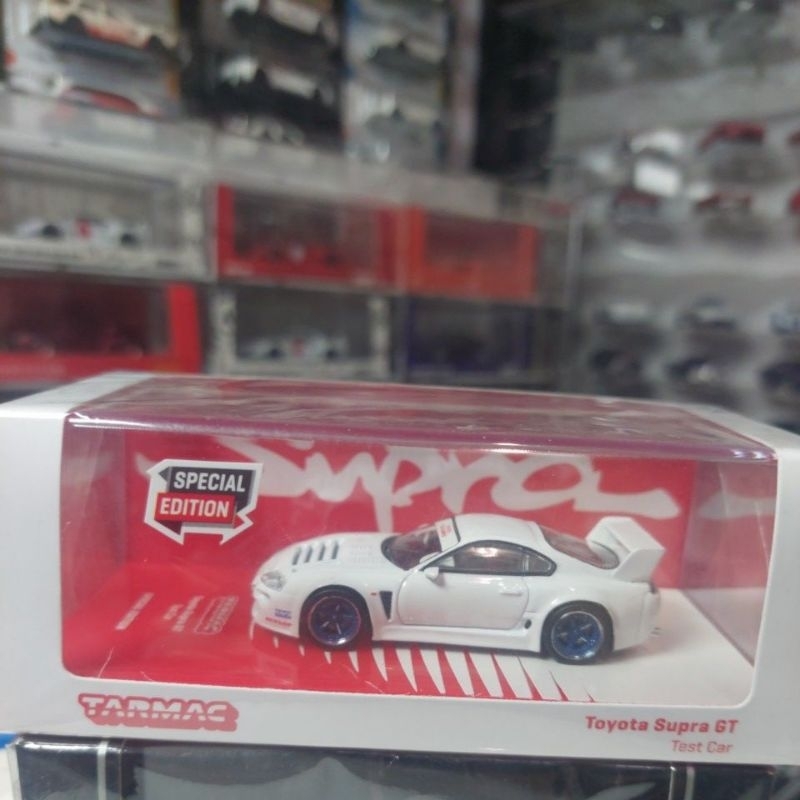 Supra
SPECIAL
EDITION
TARMAC
Toyota Supra GT
Test Car